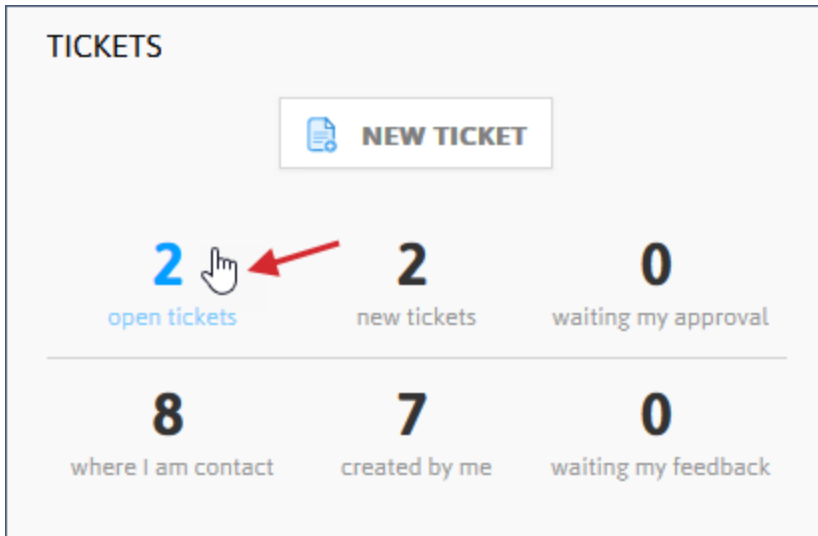 TICKETS
NEW TICKET
2 2 0
open tickets new tickets waiting my approval
8 7 0
where I am contact created by me waiting my feedback